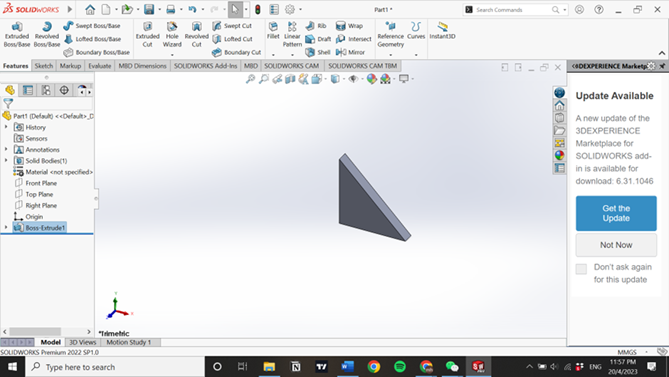 SOLIDWORKS
Part1 *
Search Commands
Extruded Boss/Base
Revolved Boss/Base
Swept Boss/Base
Lofted Boss/Base
Boundary Boss/Base
Extruded Cut
Hole Wizard
Revolved Cut
Swept Cut
Lofted Cut
Boundary Cut
Fillet
Linear Pattern
Rib
Draft
Shell
Wrap
Intersect
Mirror
Reference Geometry
Curves
Instant3D
Features
Sketch
Markup
Evaluate
MBD Dimensions
SOLIDWORKS Add-Ins
MBD
SOLIDWORKS CAM
SOLIDWORKS CAM TBM
Part1 (Default) <<Default>_D
History
Sensors
Annotations
Solid Bodies(1)
Material <not specified>
Front Plane
Top Plane
Right Plane
Origin
Boss-Extrude1
*Trimetric
3DEXPERIENCE Marketp
Update Available
A new update of the
3DEXPERIENCE
Marketplace for
SOLIDWORKS add-
in is available for
download: 6.31.1046
Get the
Update
Not Now
Don't ask again
for this update
Model
3D Views
Motion Study 1
SOLIDWORKS Premium 2022 SP1.0
MMGS
Type here to search
ENG
11:57 PM
20/4/2023